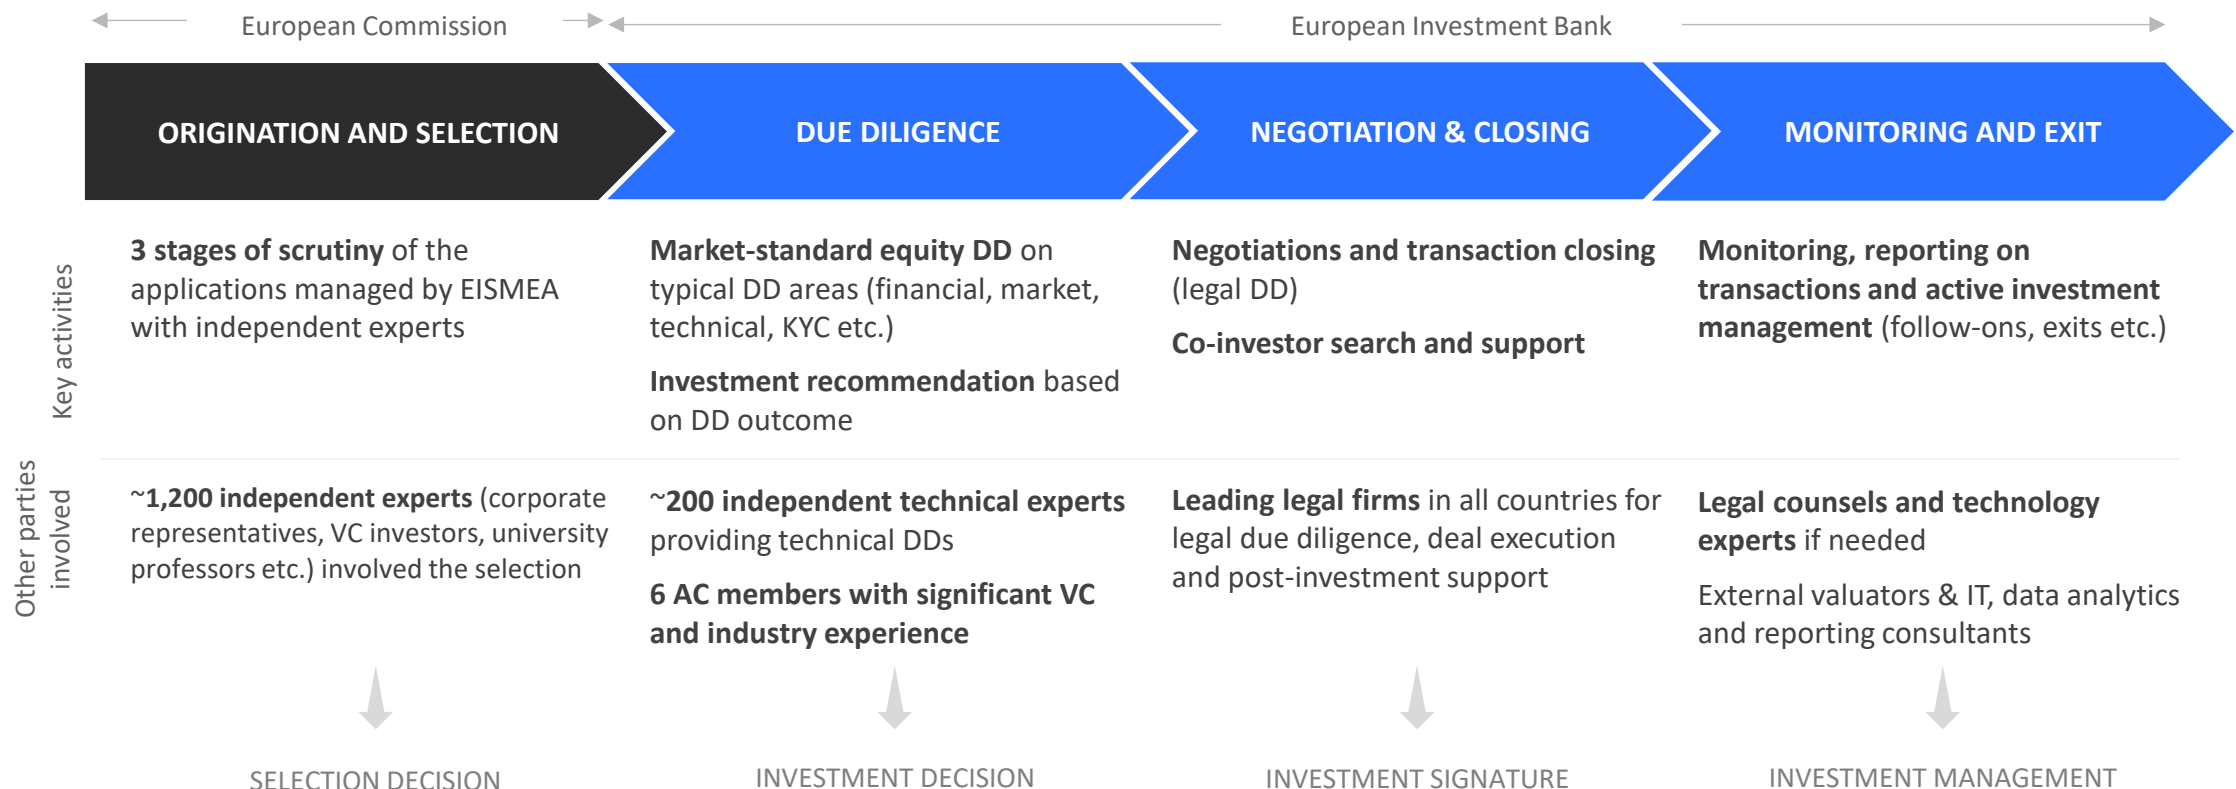 European Commission
European Investment Bank
ORIGINATION AND SELECTION
DUE DILIGENCE
NEGOTIATION & CLOSING
MONITORING AND EXIT
Key activities
3 stages of scrutiny of the
applications managed by EISMEA
with independent experts
Market-standard equity DD on
typical DD areas (financial, market,
technical, KYC etc.)
Investment recommendation based
on DD outcome
Negotiations and transaction closing
(legal DD)
Co-investor search and support
Monitoring, reporting on
transactions and active investment
management (follow-ons, exits etc.)
Other parties
involved
~1,200 independent experts (corporate
representatives, VC investors, university
professors etc.) involved the selection
~200 independent technical experts
providing technical DDs
6 AC members with significant VC
and industry experience
Leading legal firms in all countries for
legal due diligence, deal execution
and post-investment support
Legal counsels and technology
experts if needed
External valuators & IT, data analytics
and reporting consultants
SELECTION DECISION
INVESTMENT DECISION
INVESTMENT SIGNATURE
INVESTMENT MANAGEMENT